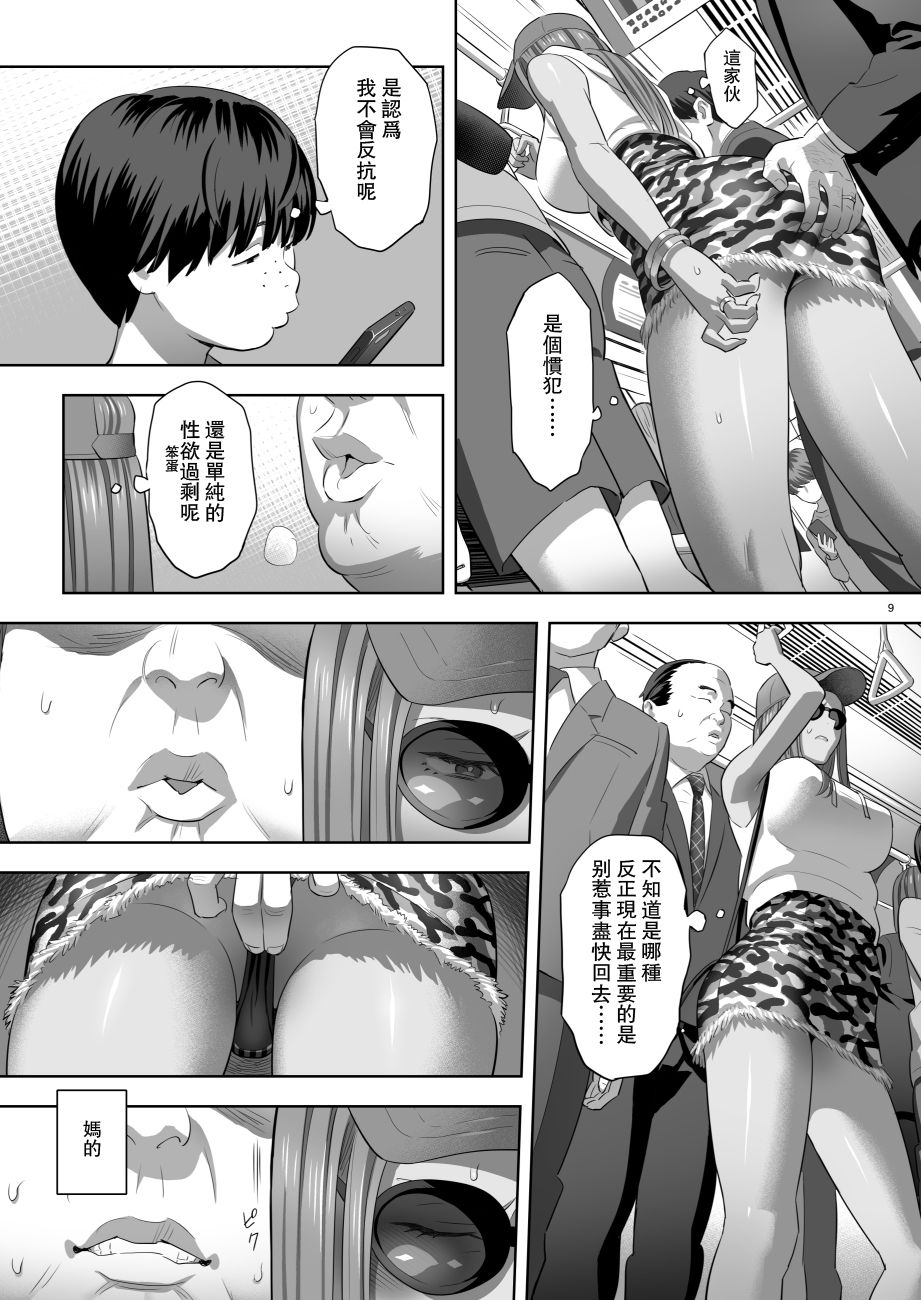 這家伙
是個慣犯……
是認爲
我不會反抗呢
還是單純的
性欲過剩呢
笨蛋
9
不知道是哪種
反正現在最重要的是
别惹事盡快回去……
媽的
ピク